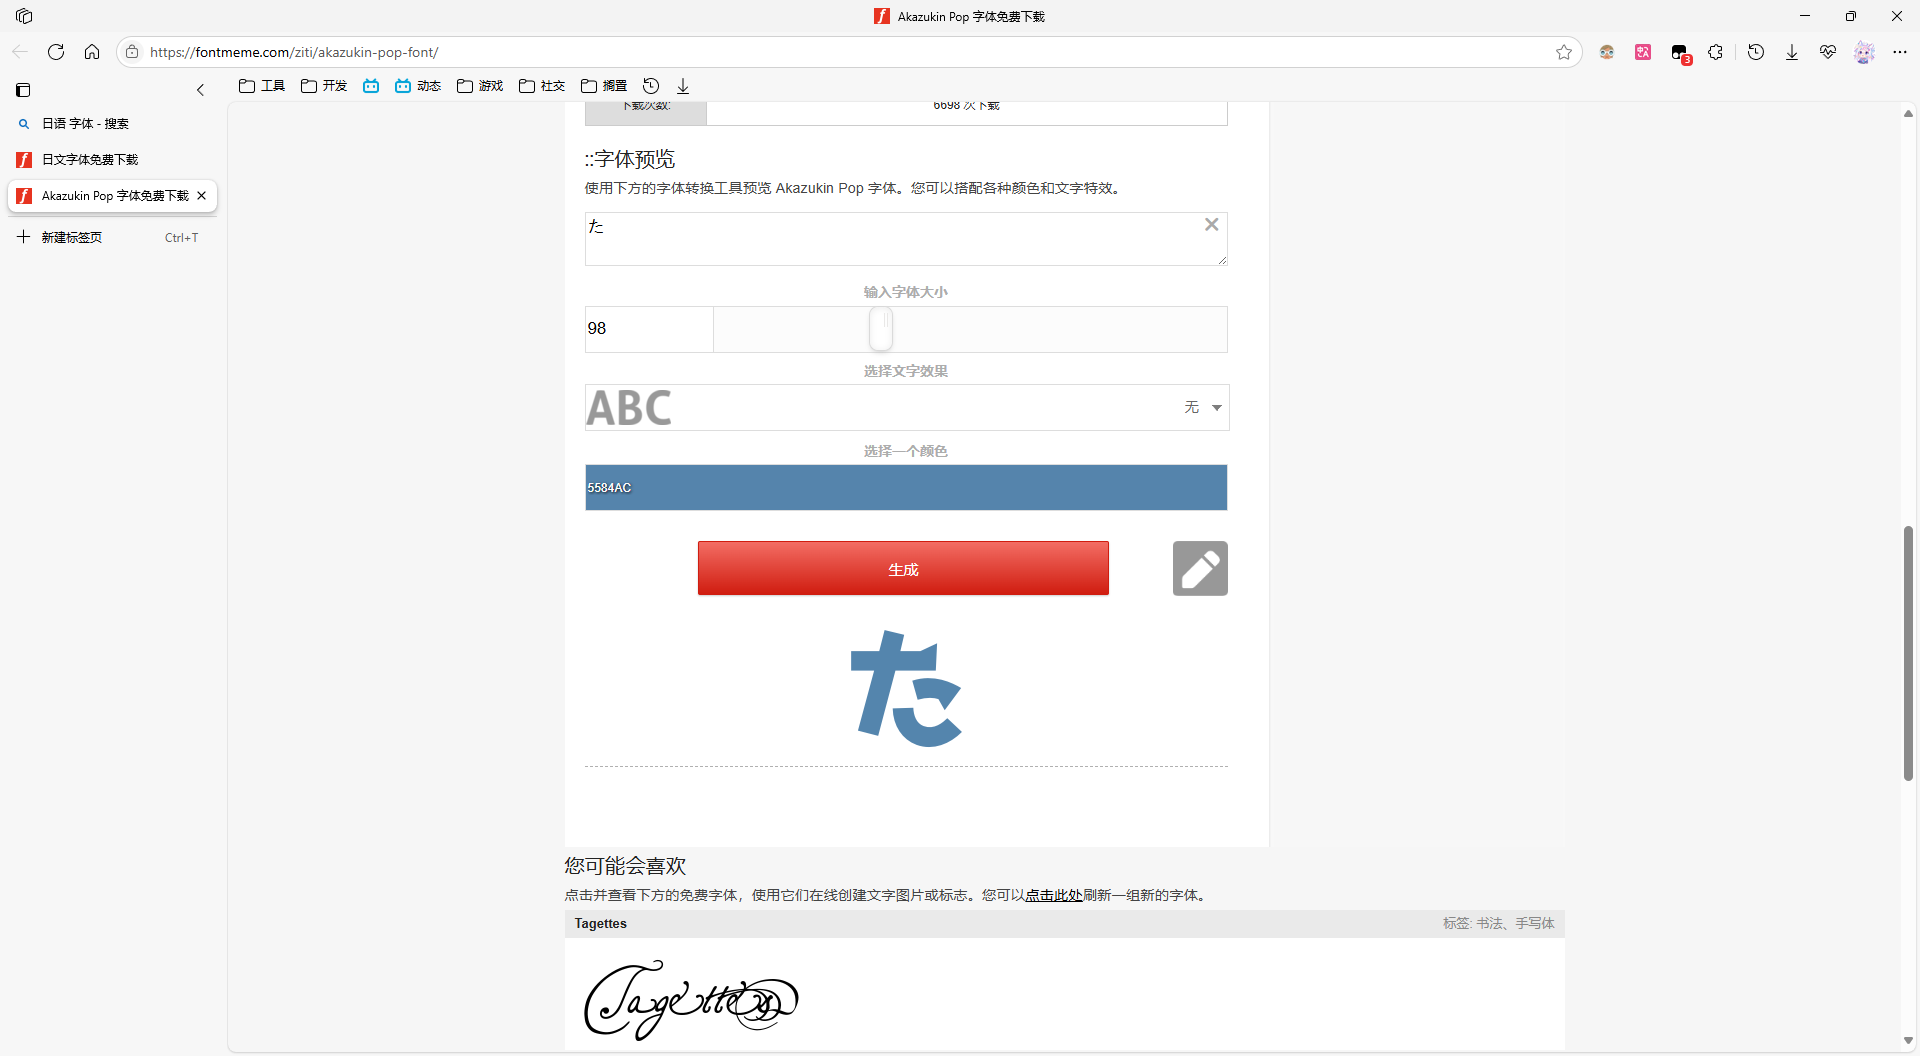 Akazukin Pop 字体免费下载
https://fontmeme.com/ziti/akazukin-pop-font/
3
工具
开发
动态
游戏
社交
搁置
日语 字体 - 搜索
日文字体免费下载
Akazukin Pop 字体免费下载
新建标签页 Ctrl+T
下载次数: 6698 次下载
::字体预览
使用下方的字体转换工具预览 Akazukin Pop 字体。您可以搭配各种颜色和文字特效。
た
输入字体大小
98
选择文字效果
ABC 无
选择一个颜色
5584AC
生成
た
您可能会喜欢
点击并查看下方的免费字体，使用它们在线创建文字图片或标志。您可以点击此处刷新一组新的字体。
Tagettes 标签: 书法、手写体
Tagettes